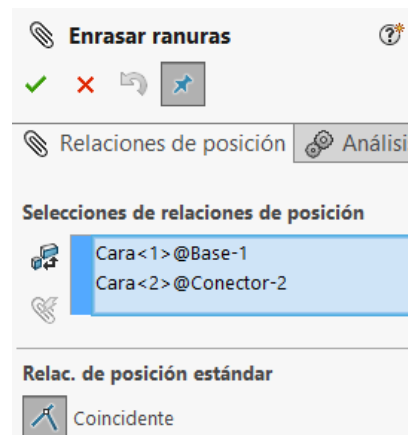 Enrasar ranuras
Relaciones de posición
Análisi
Selecciones de relaciones de posición
Cara<1>@Base-1
Cara<2>@Conector-2
Relac. de posición estándar
Coincidente